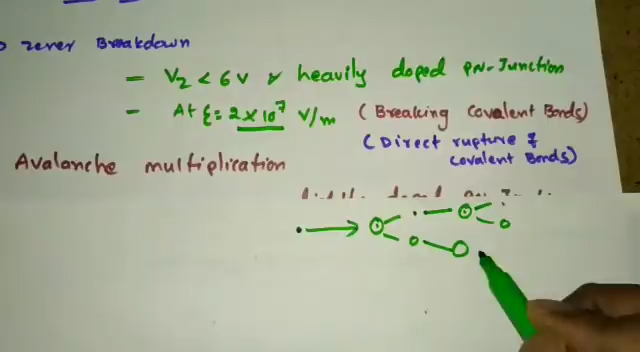 Zener Breakdown
= Vz < 6V & heavily doped PN-Junction
- At ξ = 2 x 10⁷ V/m (Breaking Covalent Bonds)
(Direct rupture of Covalent Bonds)
Avalanche multiplication